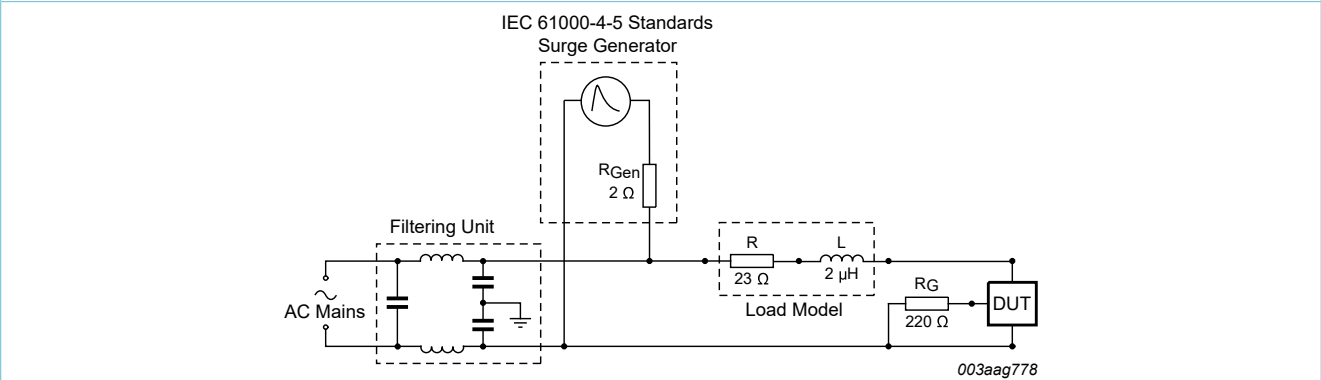 IEC 61000-4-5 Standards
Surge Generator
RGen
2 Ω
Filtering Unit
AC Mains
R
23 Ω
L
2 μH
Load Model
RG
220 Ω
DUT
003aag778